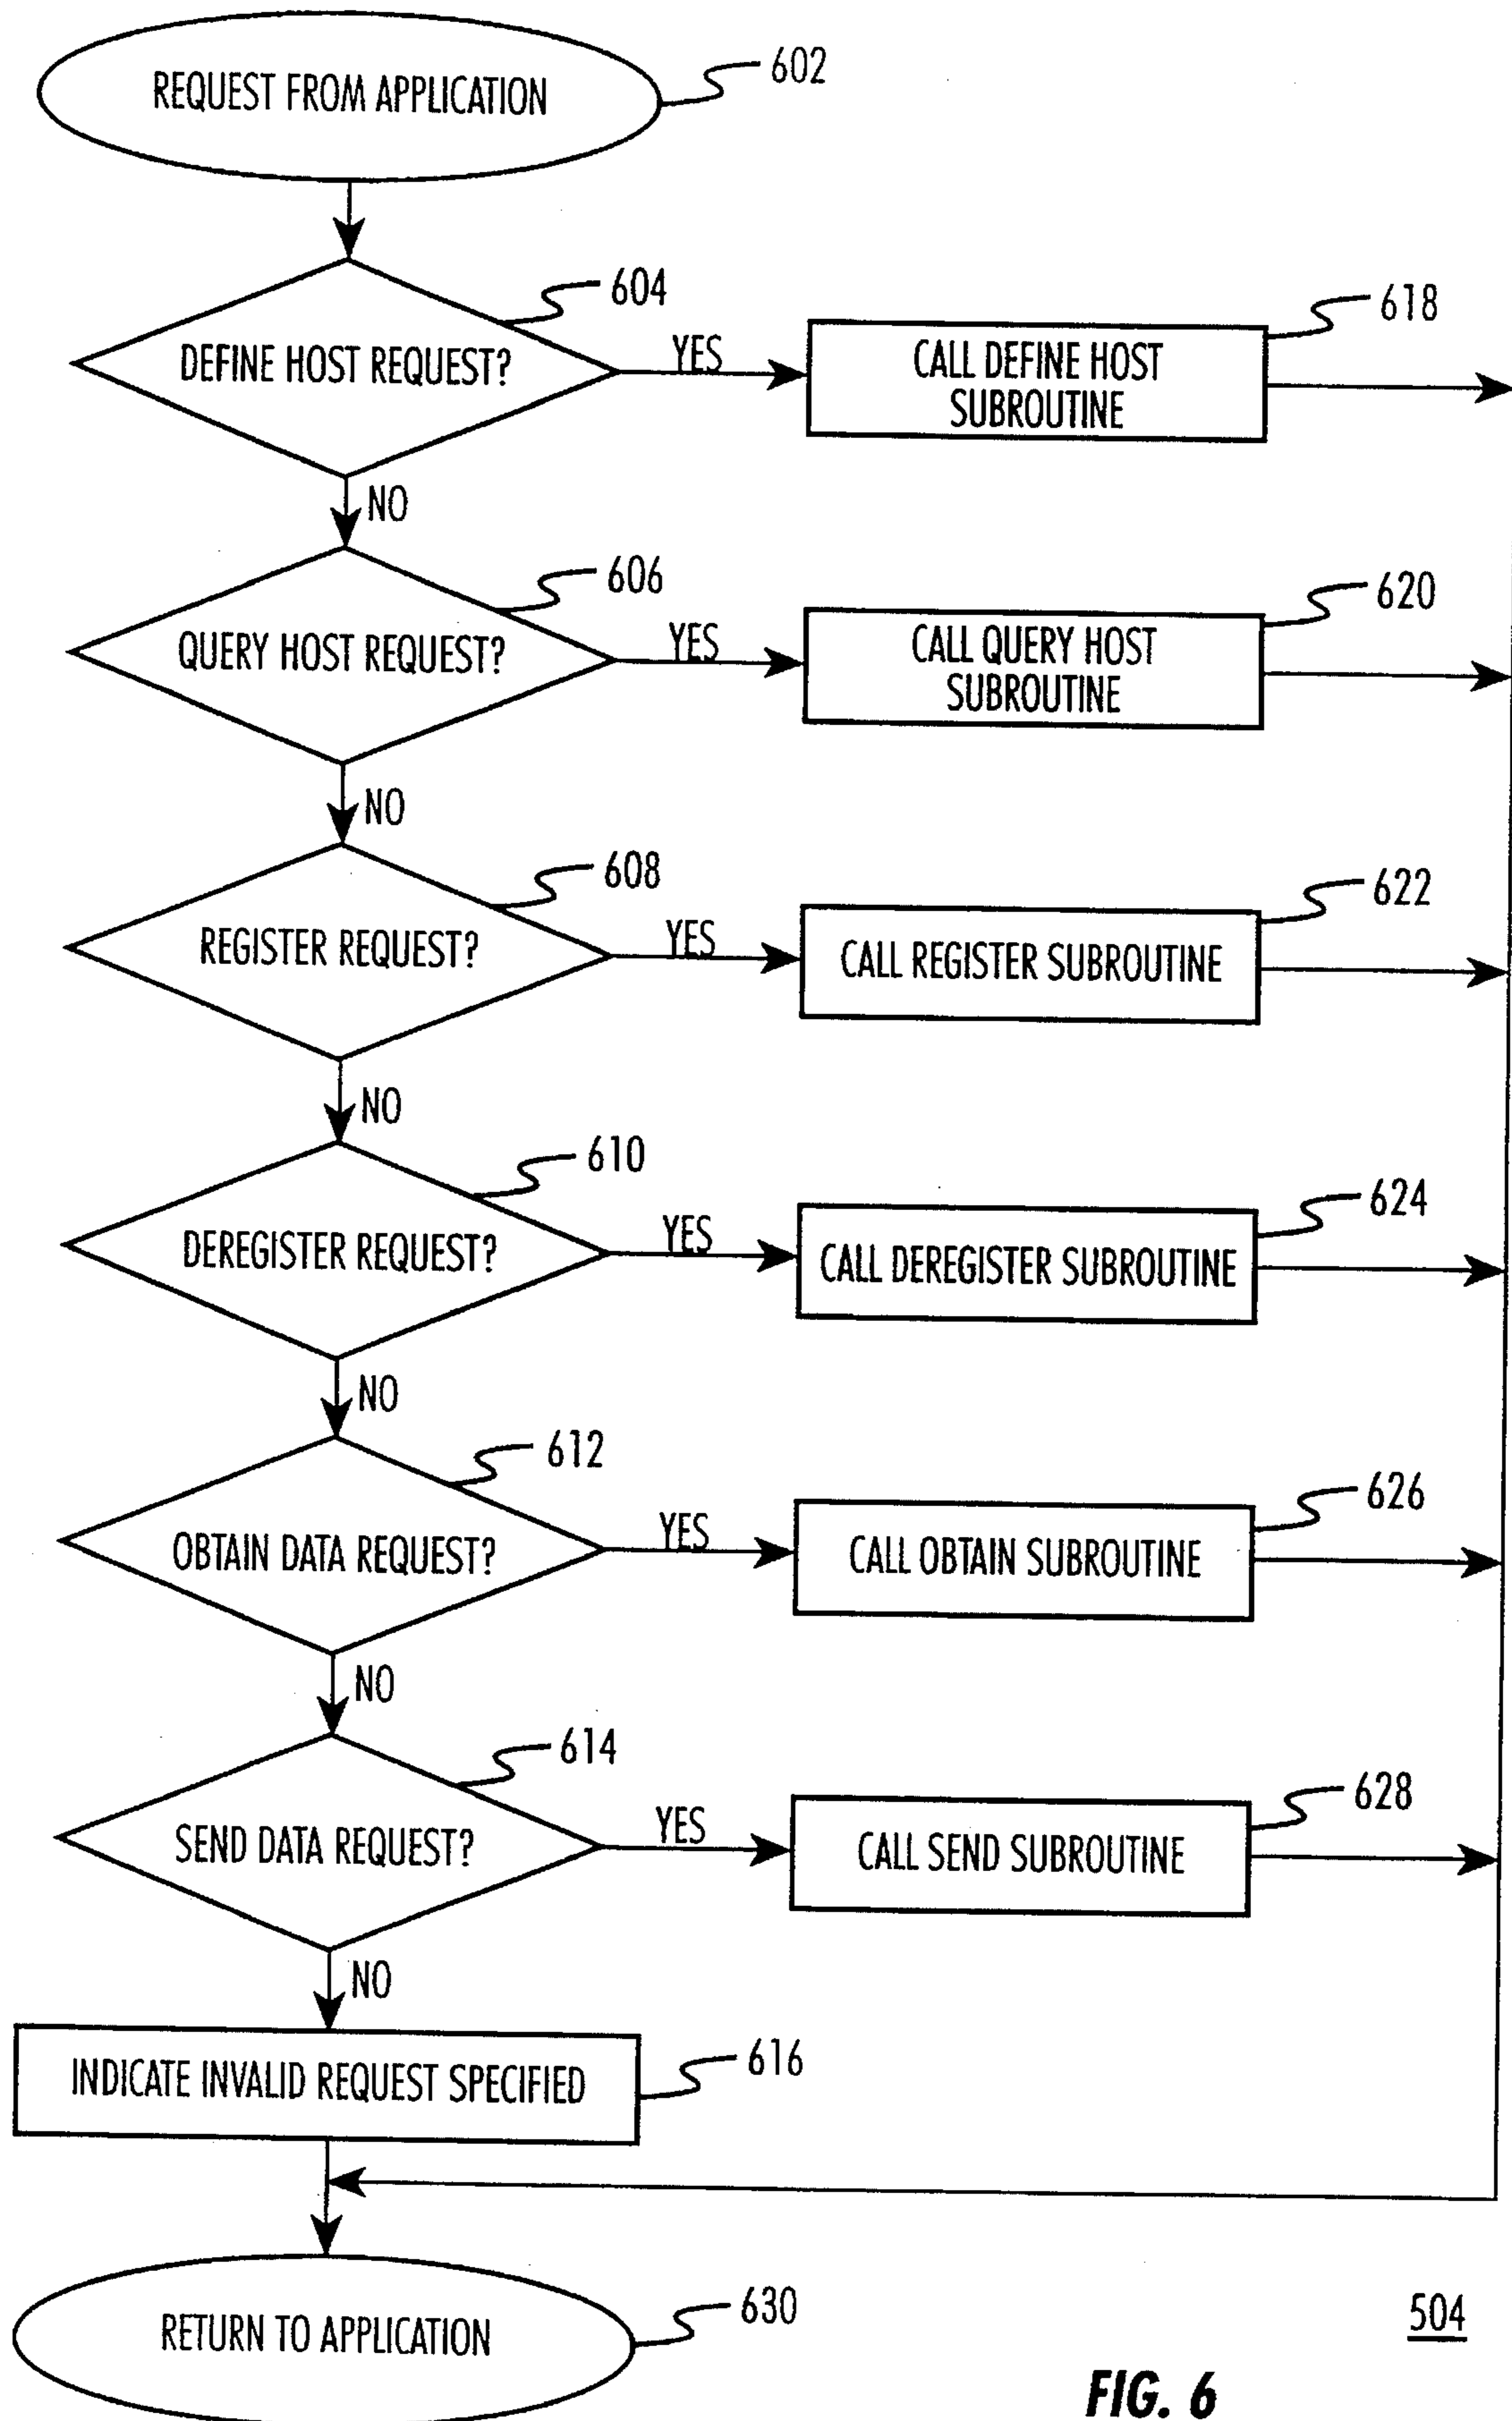 REQUEST FROM APPLICATION
602
DEFINE HOST REQUEST?
604
YES
CALL DEFINE HOST
SUBROUTINE
618
NO
QUERY HOST REQUEST?
606
YES
CALL QUERY HOST
SUBROUTINE
620
NO
REGISTER REQUEST?
608
YES
CALL REGISTER SUBROUTINE
622
NO
DEREGISTER REQUEST?
610
YES
CALL DEREGISTER SUBROUTINE
624
NO
OBTAIN DATA REQUEST?
612
YES
CALL OBTAIN SUBROUTINE
626
NO
SEND DATA REQUEST?
614
YES
CALL SEND SUBROUTINE
628
NO
INDICATE INVALID REQUEST SPECIFIED
616
RETURN TO APPLICATION
630
504
FIG. 6